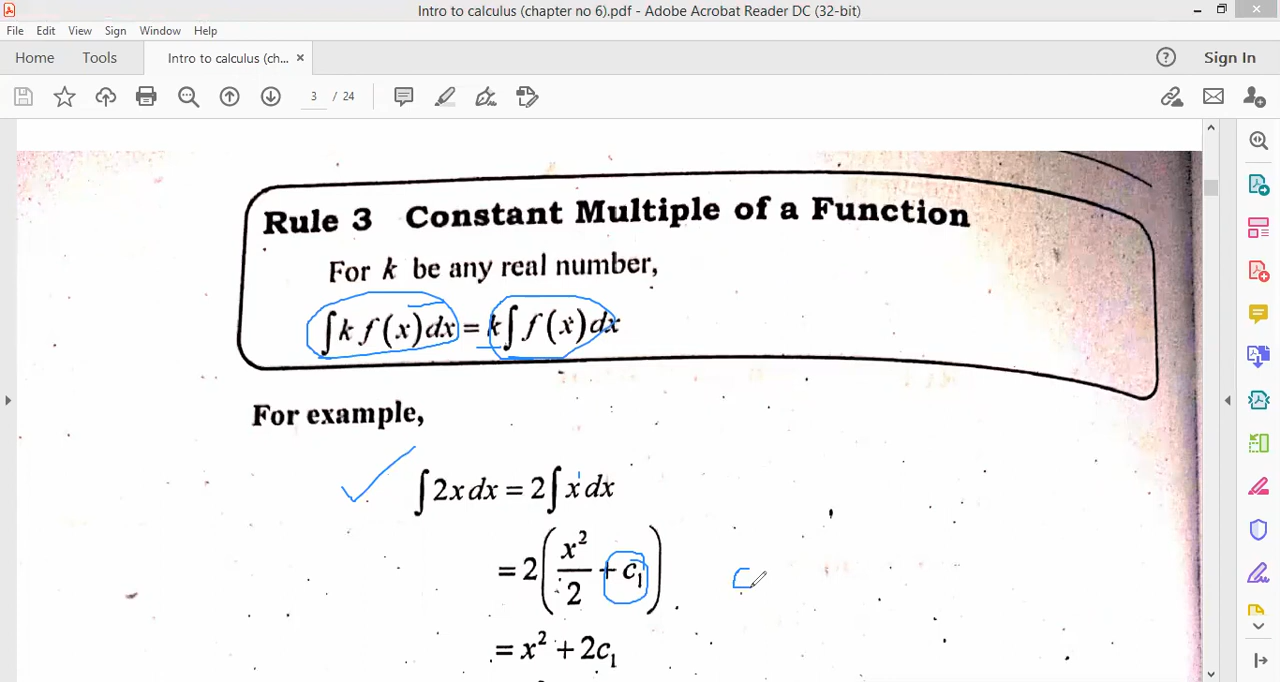 Intro to calculus (chapter no 6).pdf - Adobe Acrobat Reader DC (32-bit)
File Edit View Sign Window Help
Home Tools Intro to calculus (ch... × Sign In
3 / 24
Rule 3 Constant Multiple of a Function
For k be any real number,
∫k f(x)dx = k∫f(x)dx
For example,
∫2x dx = 2∫x¹dx
= 2(x²/2 + c₁)
= x² + 2c₁